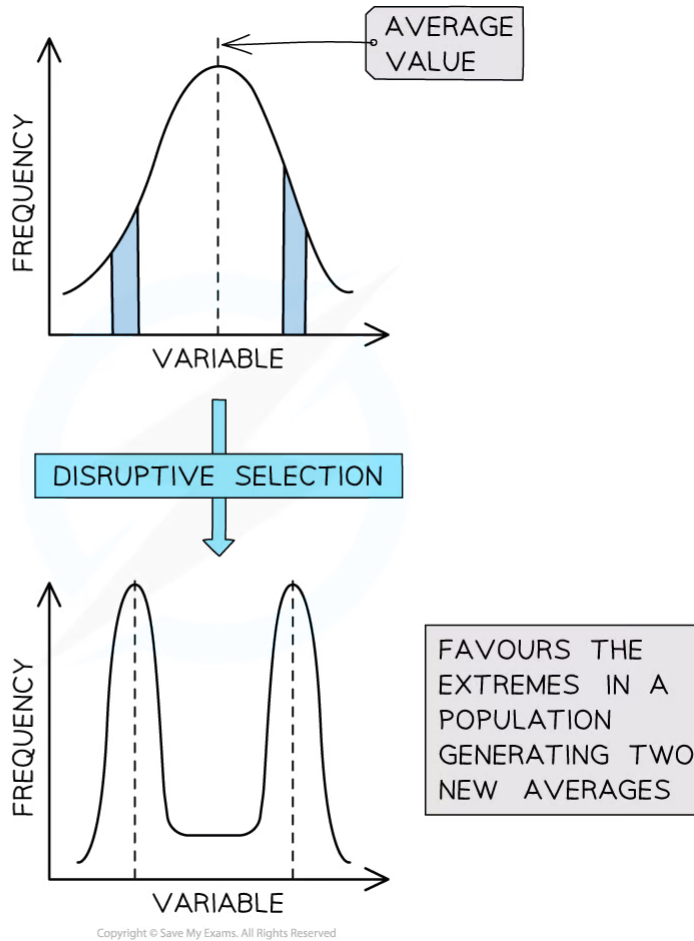 AVERAGE
VALUE
FREQUENCY
VARIABLE
DISRUPTIVE SELECTION
FREQUENCY
FAVOURS THE
EXTREMES IN A
POPULATION
GENERATING TWO
NEW AVERAGES
VARIABLE
Copyright © Save My Exams. All Rights Reserved